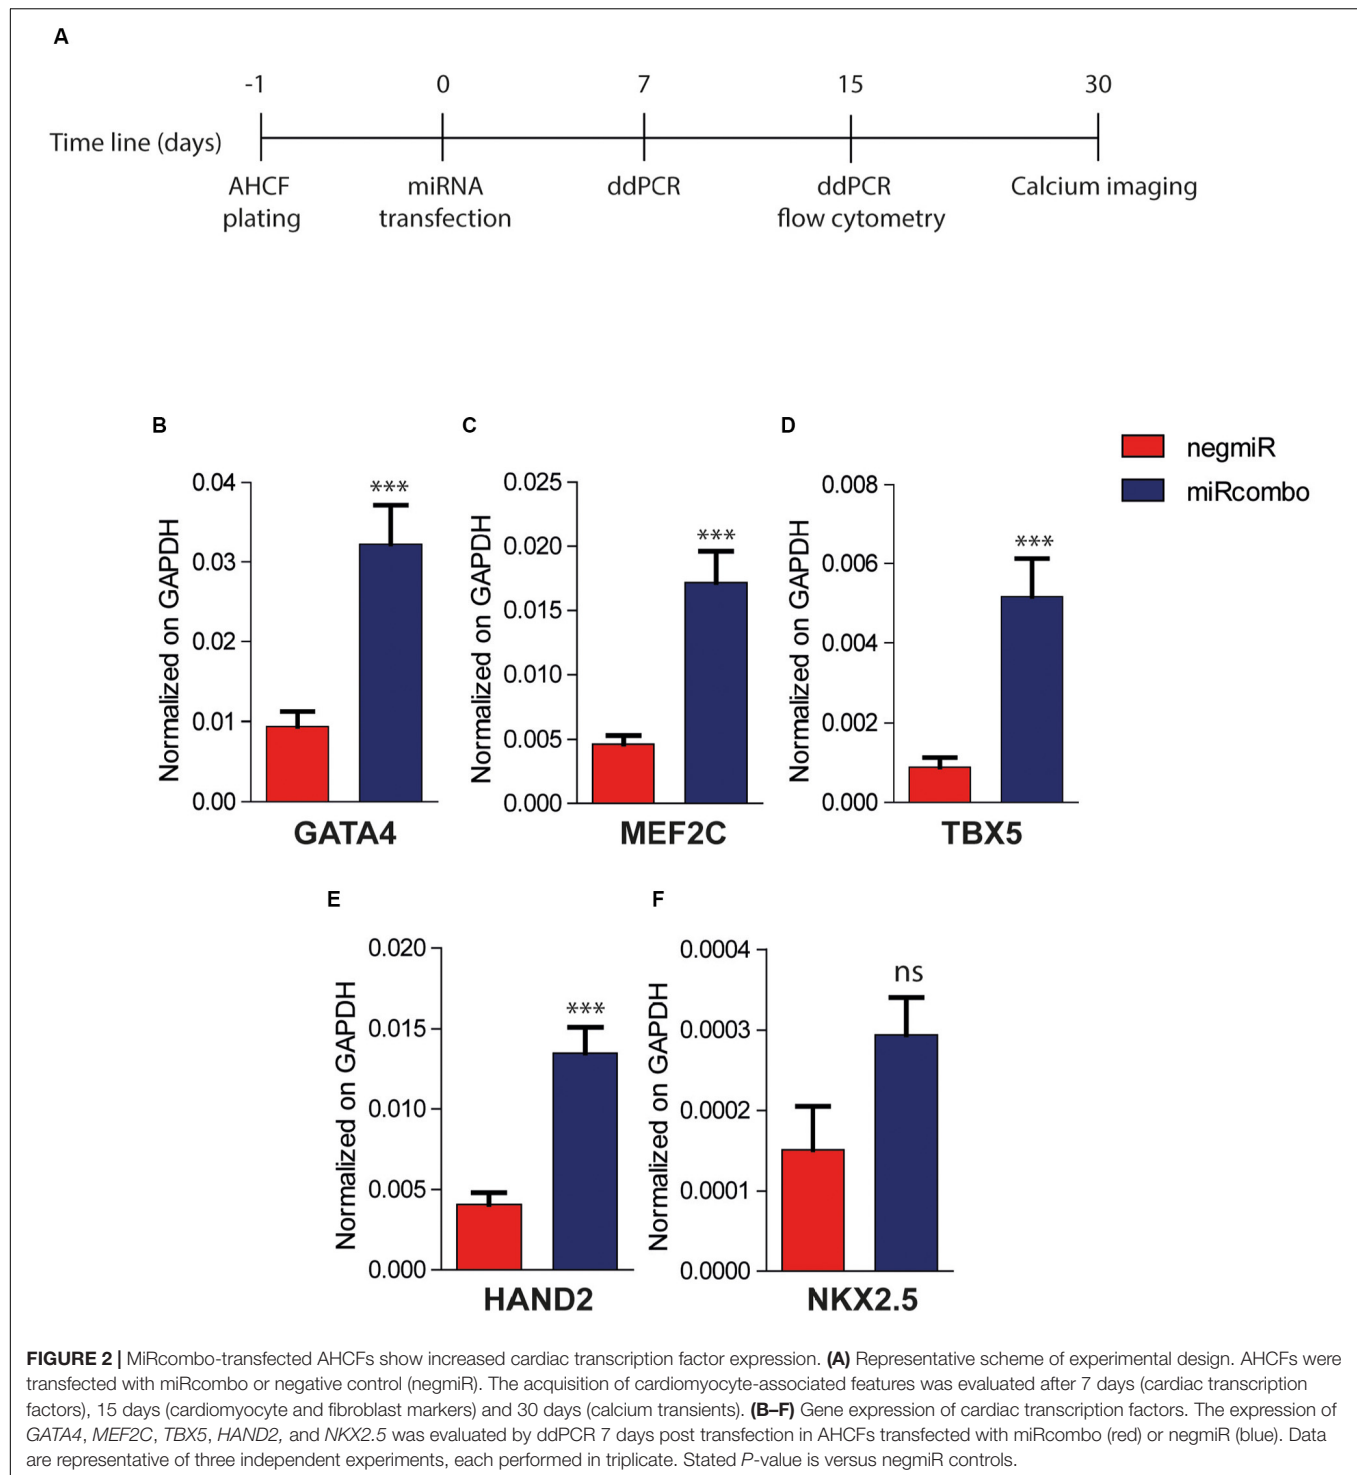 A
-1 0 7 15 30
Time line (days)
AHCF plating
miRNA transfection
ddPCR
ddPCR flow cytometry
Calcium imaging
B
Normalized on GAPDH
0.04
0.03
0.02
0.01
0.00
***
GATA4
C
Normalized on GAPDH
0.025
0.020
0.015
0.010
0.005
0.000
***
MEF2C
D
Normalized on GAPDH
0.008
0.006
0.004
0.002
0.000
***
TBX5
negmiR
miRcombo
E
Normalized on GAPDH
0.020
0.015
0.010
0.005
0.000
***
HAND2
F
Normalized on GAPDH
0.0004
0.0003
0.0002
0.0001
0.0000
ns
NKX2.5
FIGURE 2 | MiRcombo-transfected AHCFs show increased cardiac transcription factor expression. (A) Representative scheme of experimental design. AHCFs were
transfected with miRcombo or negative control (negmiR). The acquisition of cardiomyocyte-associated features was evaluated after 7 days (cardiac transcription
factors), 15 days (cardiomyocyte and fibroblast markers) and 30 days (calcium transients). (B–F) Gene expression of cardiac transcription factors. The expression of
GATA4, MEF2C, TBX5, HAND2, and NKX2.5 was evaluated by ddPCR 7 days post transfection in AHCFs transfected with miRcombo (red) or negmiR (blue). Data
are representative of three independent experiments, each performed in triplicate. Stated P-value is versus negmiR controls.